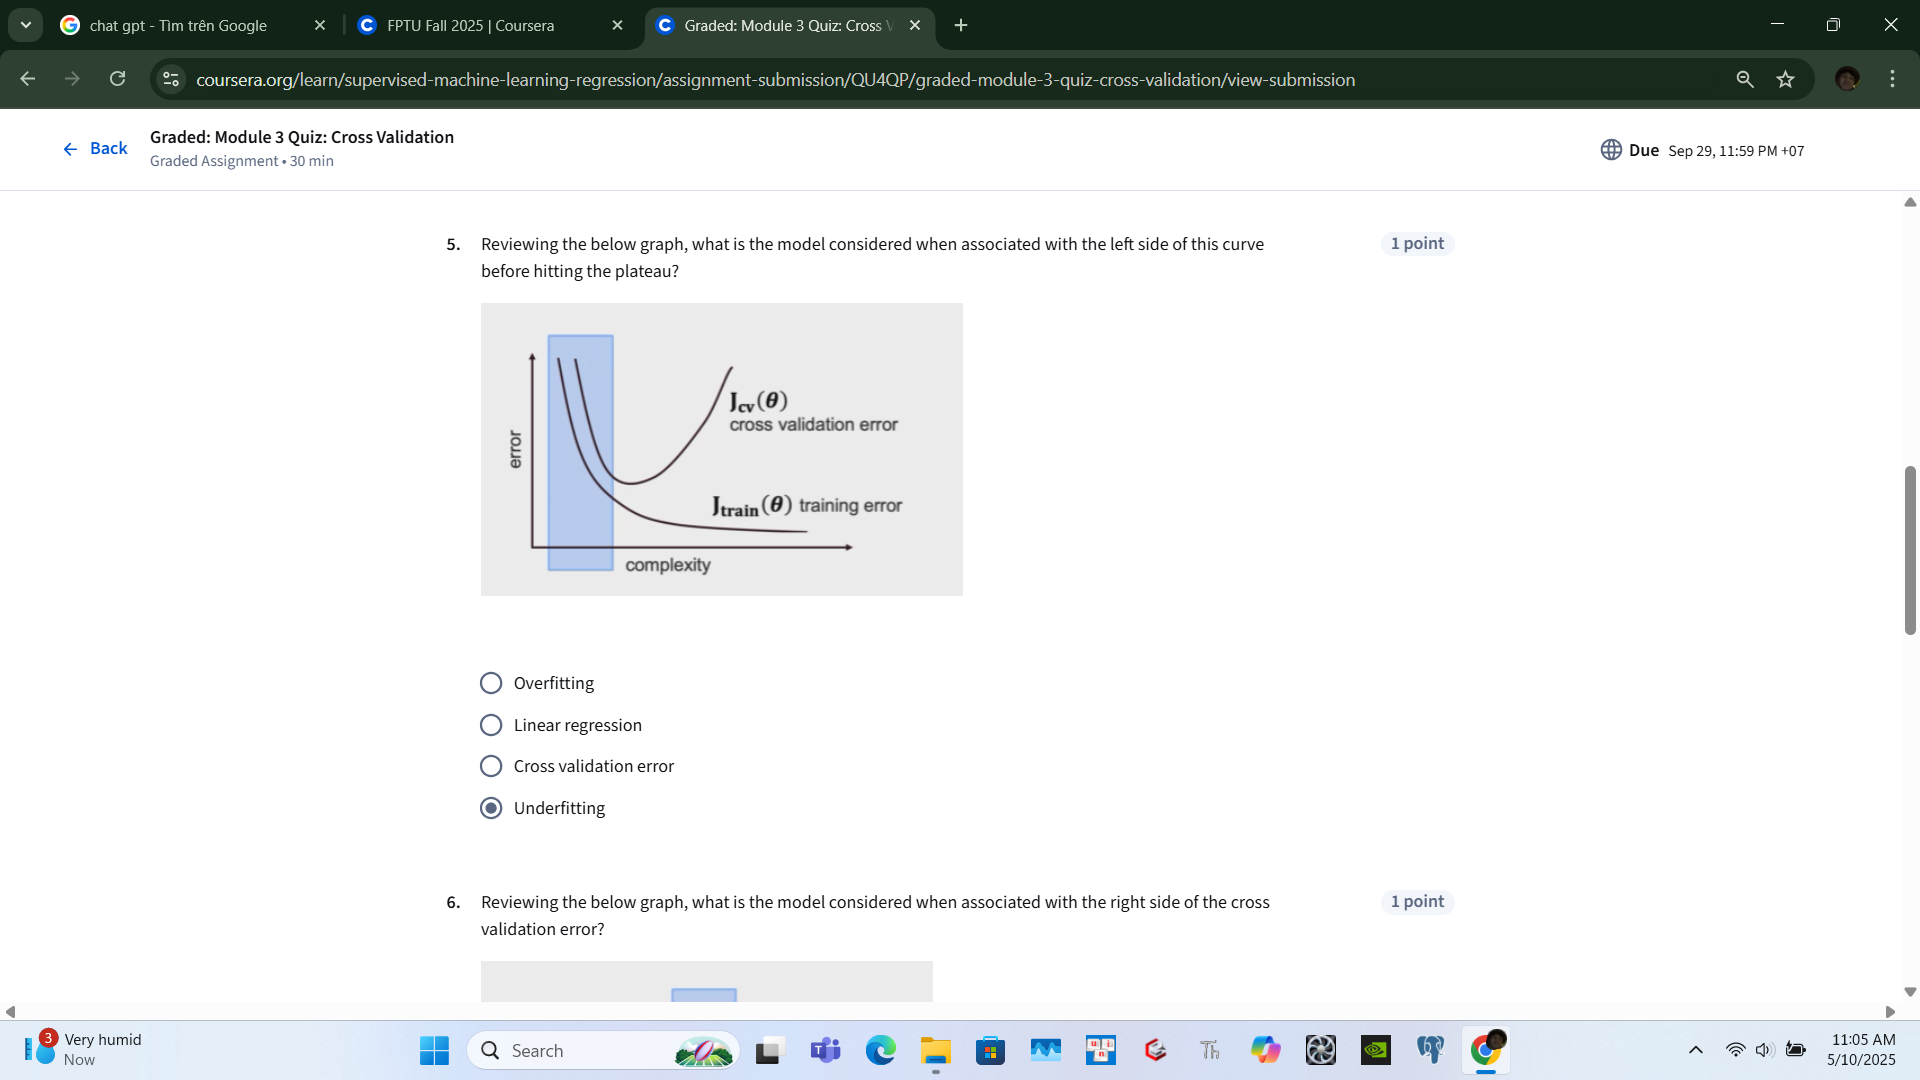 chat gpt - Tìm trên Google
FPTU Fall 2025 | Coursera
Graded: Module 3 Quiz: Cross V
coursera.org/learn/supervised-machine-learning-regression/assignment-submission/QU4QP/graded-module-3-quiz-cross-validation/view-submission
Back
Graded: Module 3 Quiz: Cross Validation
Graded Assignment • 30 min
Due Sep 29, 11:59 PM +07
5. Reviewing the below graph, what is the model considered when associated with the left side of this curve
before hitting the plateau?
1 point
error
Jcv(θ)
cross validation error
Jtrain(θ) training error
complexity
Overfitting
Linear regression
Cross validation error
Underfitting
6. Reviewing the below graph, what is the model considered when associated with the right side of the cross
validation error?
1 point
3
Very humid
Now
Search
Th
11:05 AM
5/10/2025